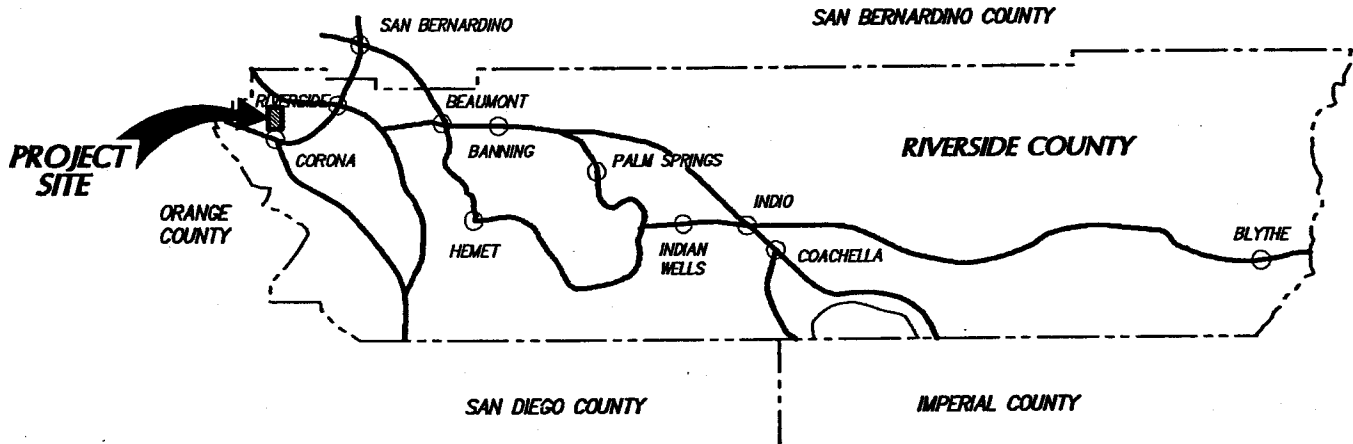 SAN BERNARDINO COUNTY
SAN BERNARDINO
RIVERSIDE
BEAUMONT
PROJECT
SITE
CORONA
BANNING
PALM SPRINGS
RIVERSIDE COUNTY
ORANGE
COUNTY
HEMET
INDIAN
WELLS
INDIO
COACHELLA
BLYTHE
SAN DIEGO COUNTY
IMPERIAL COUNTY